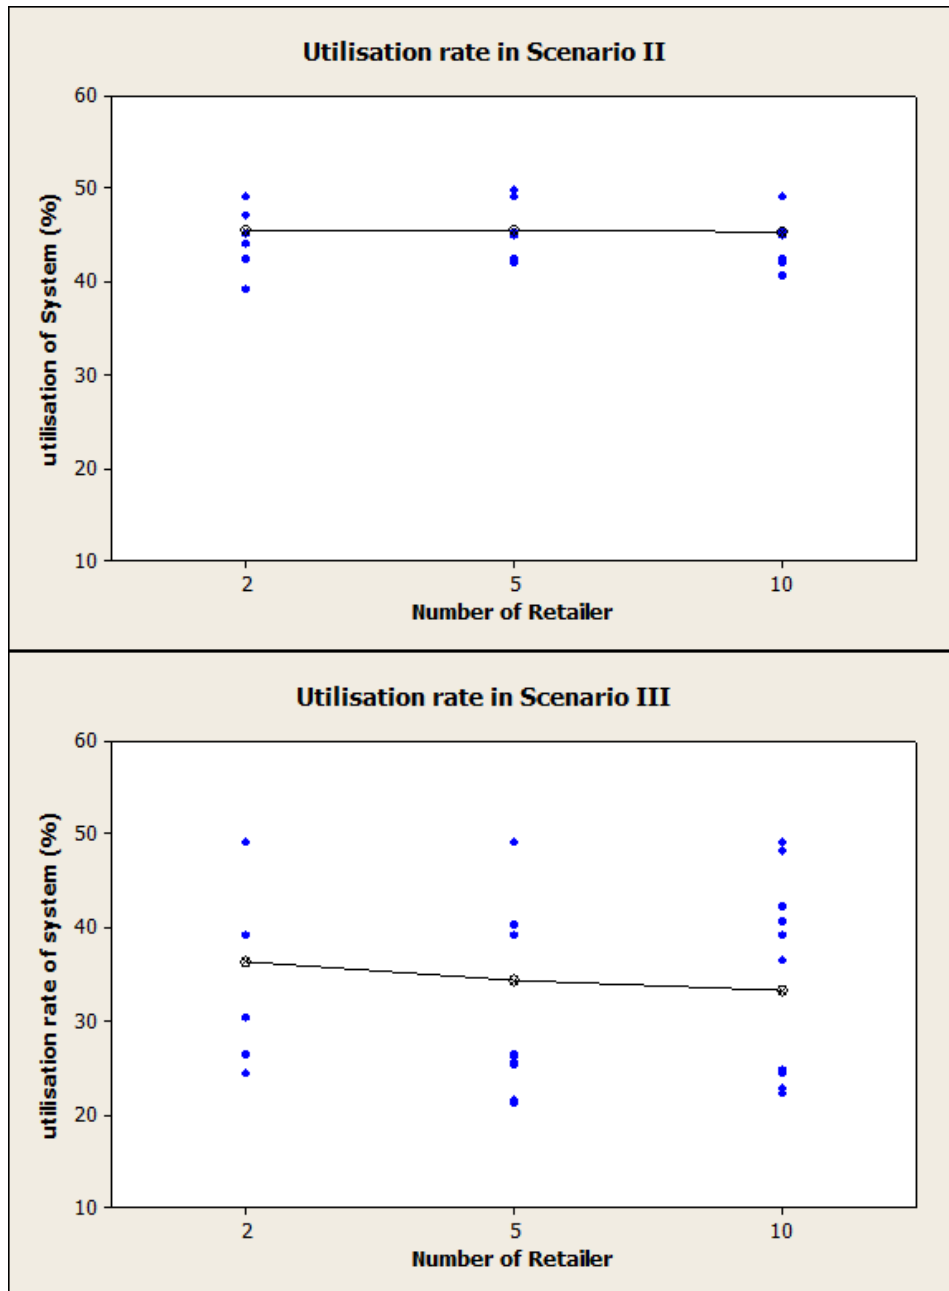 Utilisation rate in Scenario II
60
50
40
30
20
10
utilisation of System (%)
2 5 10
Number of Retailer
Utilisation rate in Scenario III
60
50
40
30
20
10
utilisation rate of system (%)
2 5 10
Number of Retailer